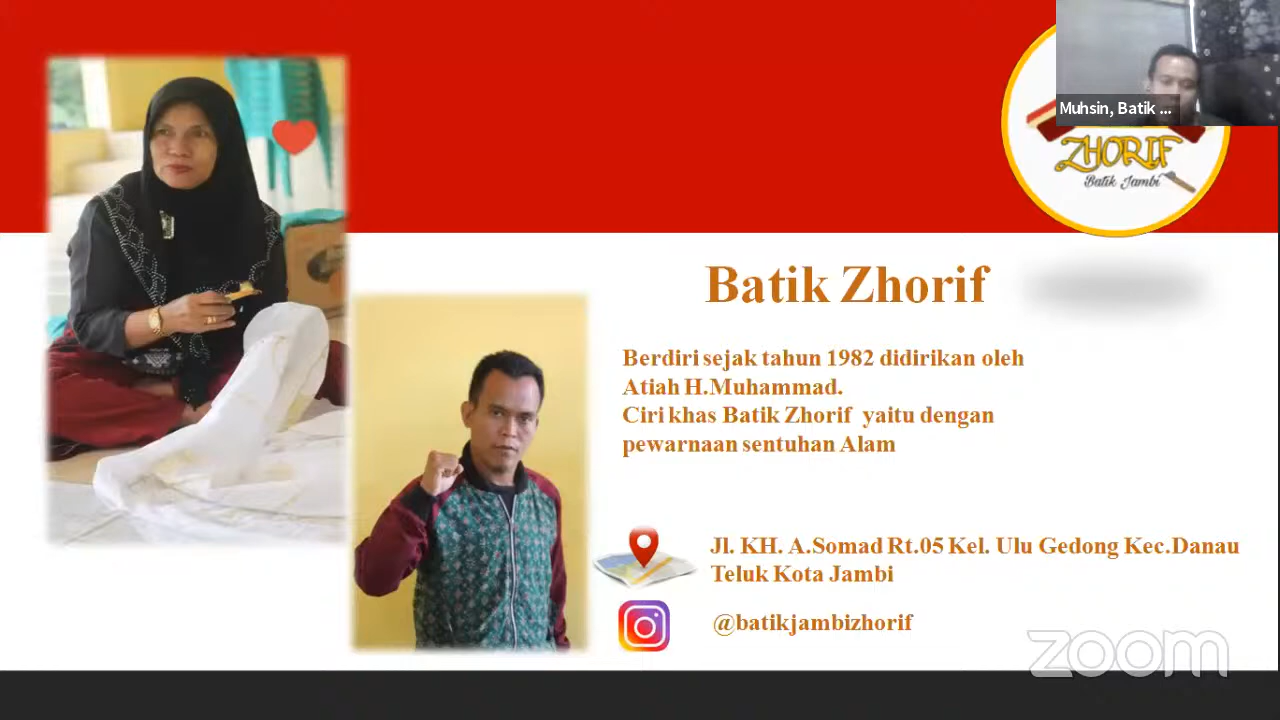 Muhsin, Batik ...
ZHORIF
Batik Jambi
Batik Zhorif
Berdiri sejak tahun 1982 didirikan oleh
Atiah H.Muhammad.
Ciri khas Batik Zhorif yaitu dengan
pewarnaan sentuhan Alam
Jl. KH. A.Somad Rt.05 Kel. Ulu Gedong Kec.Danau
Teluk Kota Jambi
@batikjambizhorif
zoom